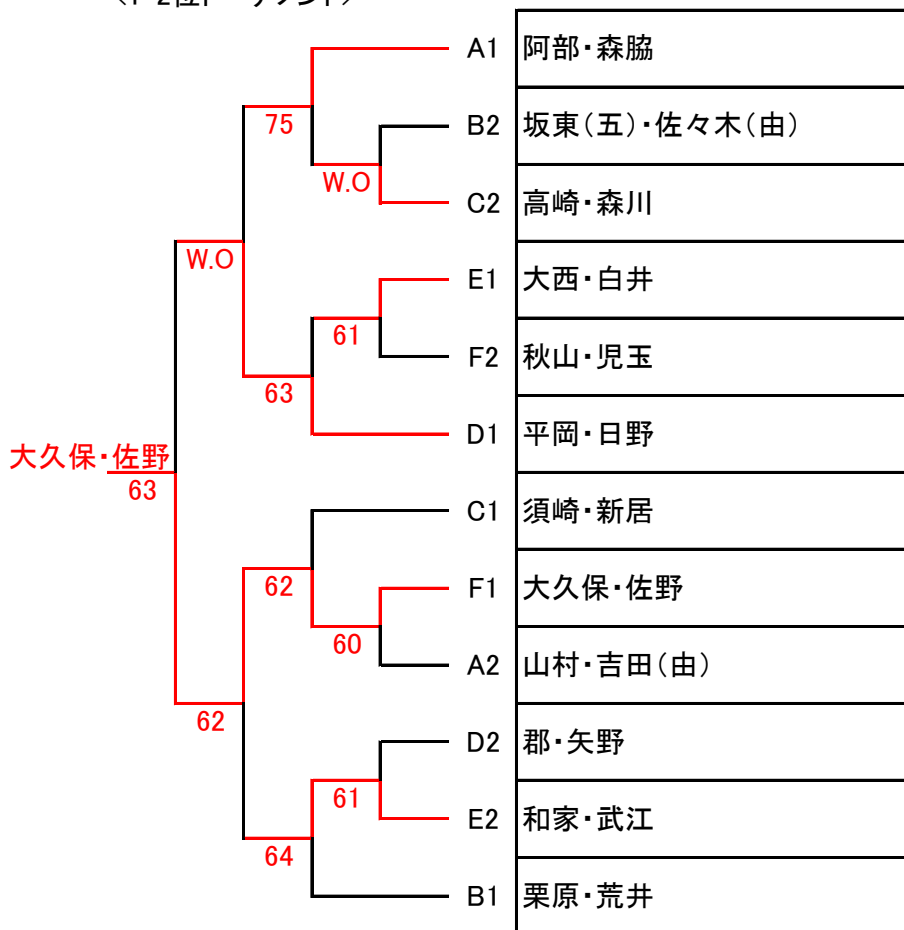 A1 阿部・森脇
75
B2 坂東(五)・佐々木(由)
W.O
C2 高崎・森川
W.O
E1 大西・白井
61
F2 秋山・児玉
63
D1 平岡・日野
大久保・佐野
63
C1 須崎・新居
62
F1 大久保・佐野
60
A2 山村・吉田(由)
62
D2 郡・矢野
61
E2 和家・武江
64
B1 栗原・荒井